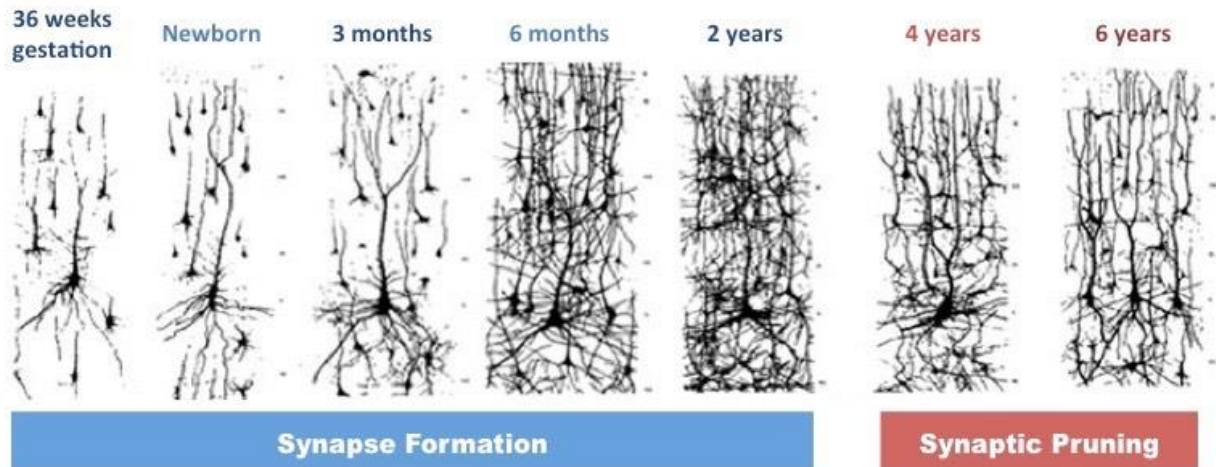 36 weeks
gestation
Newborn
3 months
6 months
2 years
4 years
6 years
Synapse Formation
Synaptic Pruning